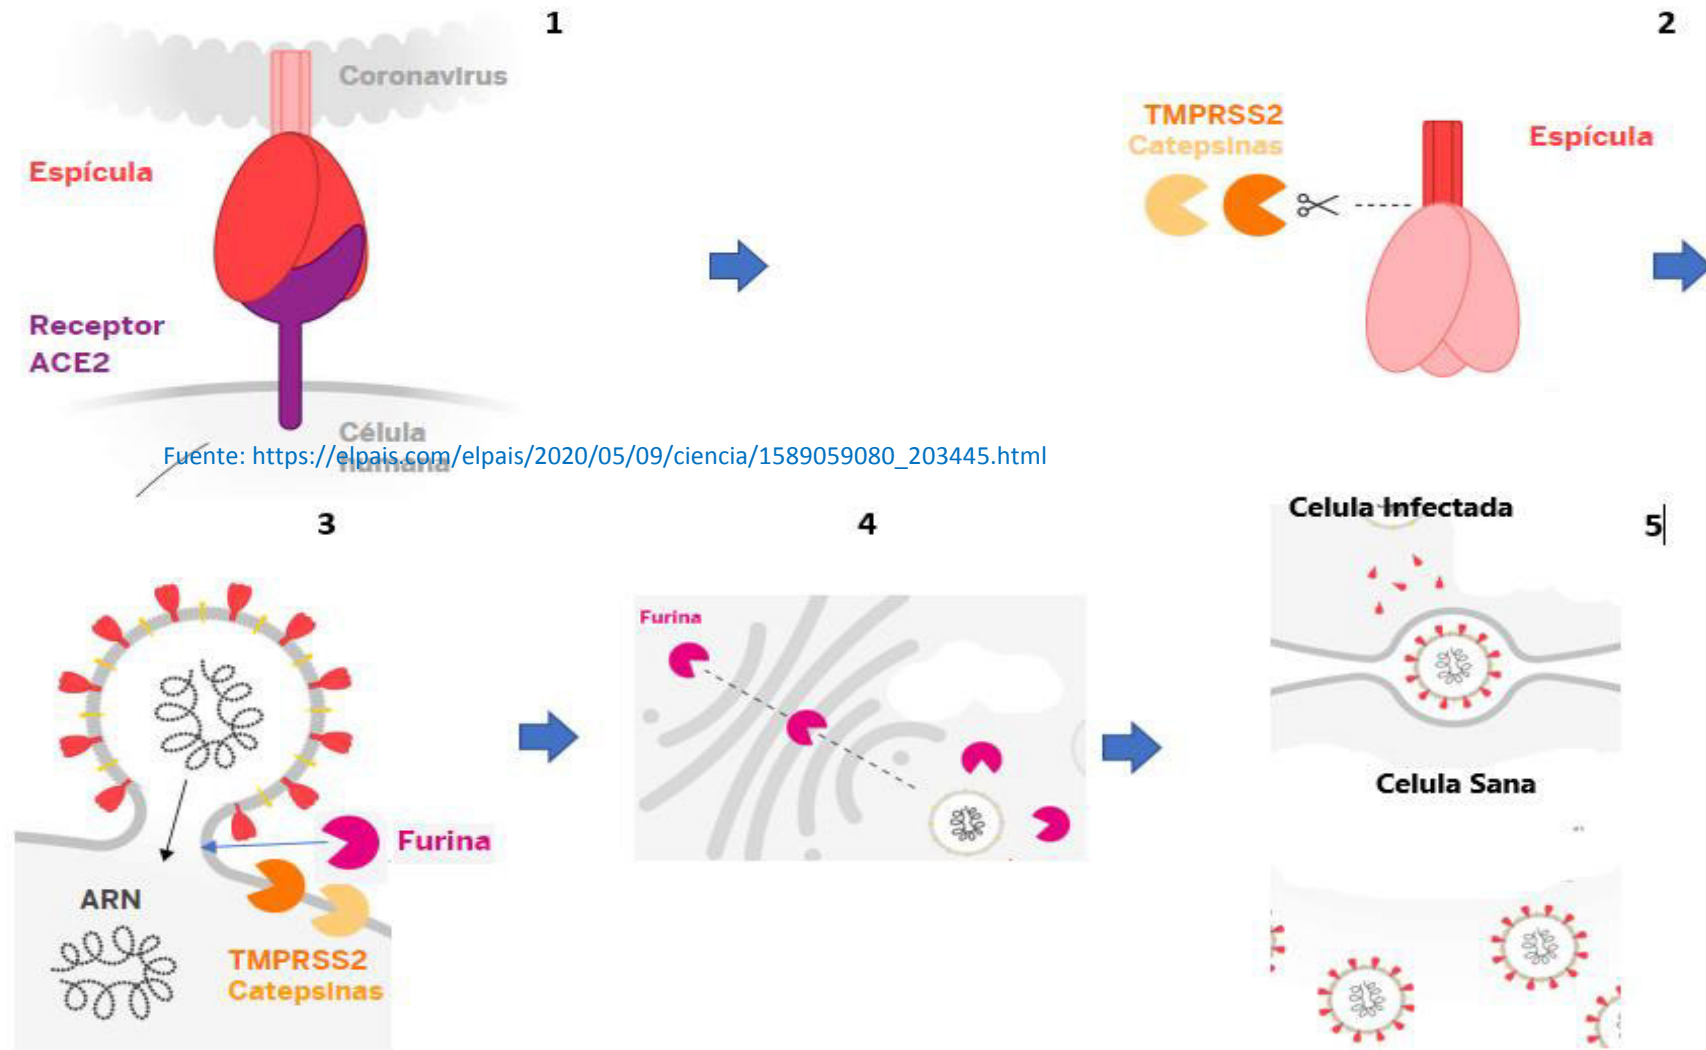 1
Coronavirus
Espícula
Receptor
ACE2
Célula
humana
Fuente: https://elpais.com/elpais/2020/05/09/ciencia/1589059080_203445.html
2
TMPRSS2
Catepsinas
Espícula
3
Furina
ARN
TMPRSS2
Catepsinas
4
Furina
Celula Infectada
5
Celula Sana